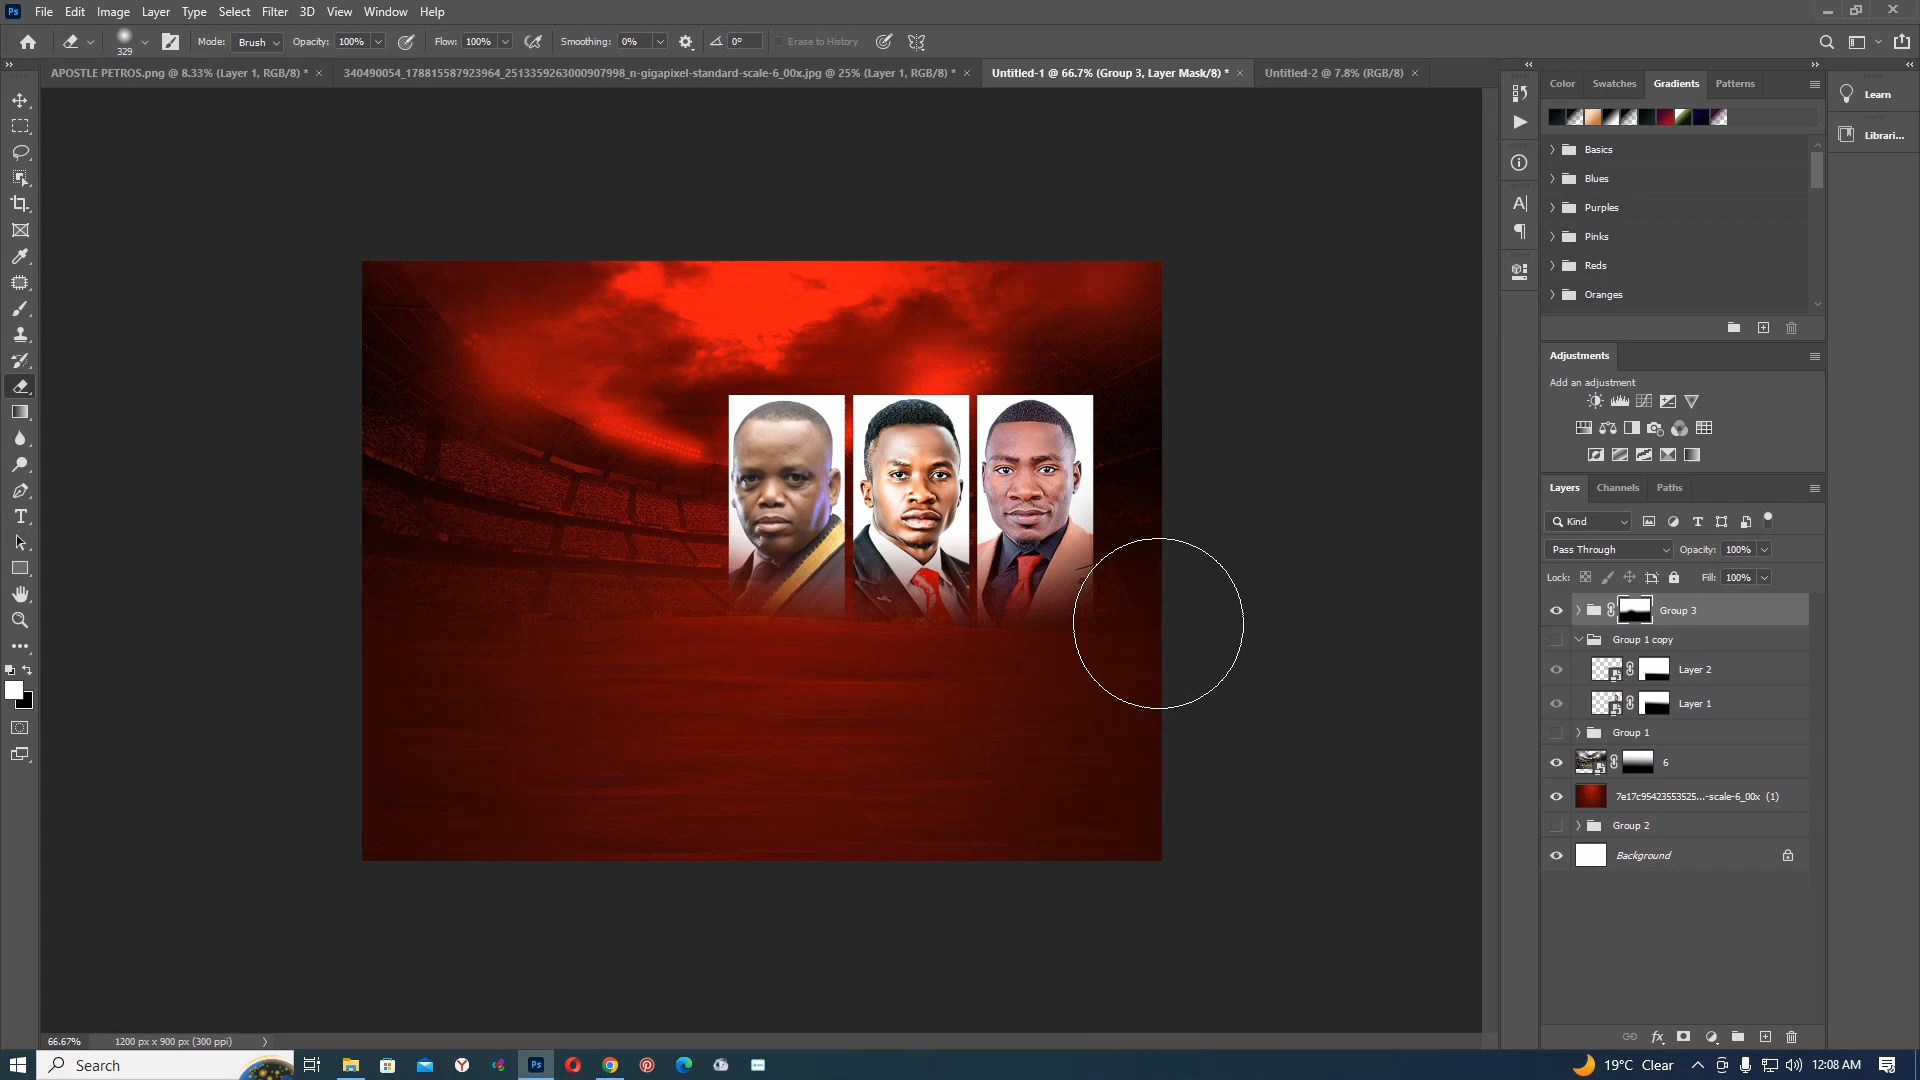 Ps File Edit Image Layer Type Select Filter 3D View Window Help
329 Mode: Brush Opacity: 100% Flow: 100% Smoothing: 0% 0° Erase to History
APOSTLE PETROS.png @ 8.33% (Layer 1, RGB/8) * × 340490054_178815587923964_2513359263000907998_n-gigapixel-standard-scale-6_00x.jpg @ 25% (Layer 1, RGB/8) * × Untitled-1 @ 66.7% (Group 3, Layer Mask/8) * × Untitled-2 @ 7.8% (RGB/8) ×
Color Swatches Gradients Patterns
Learn
Librari...
Basics
Blues
Purples
Pinks
Reds
Oranges
Adjustments
Add an adjustment
Layers Channels Paths
Kind
Pass Through Opacity: 100%
Lock: Fill: 100%
Group 3
Group 1 copy
Layer 2
Layer 1
Group 1
6
7e17c95423553525...-scale-6_00x (1)
Group 2
Background
fx
66.67% 1200 px x 900 px (300 ppi)
Search Ps 19°C Clear 12:08 AM